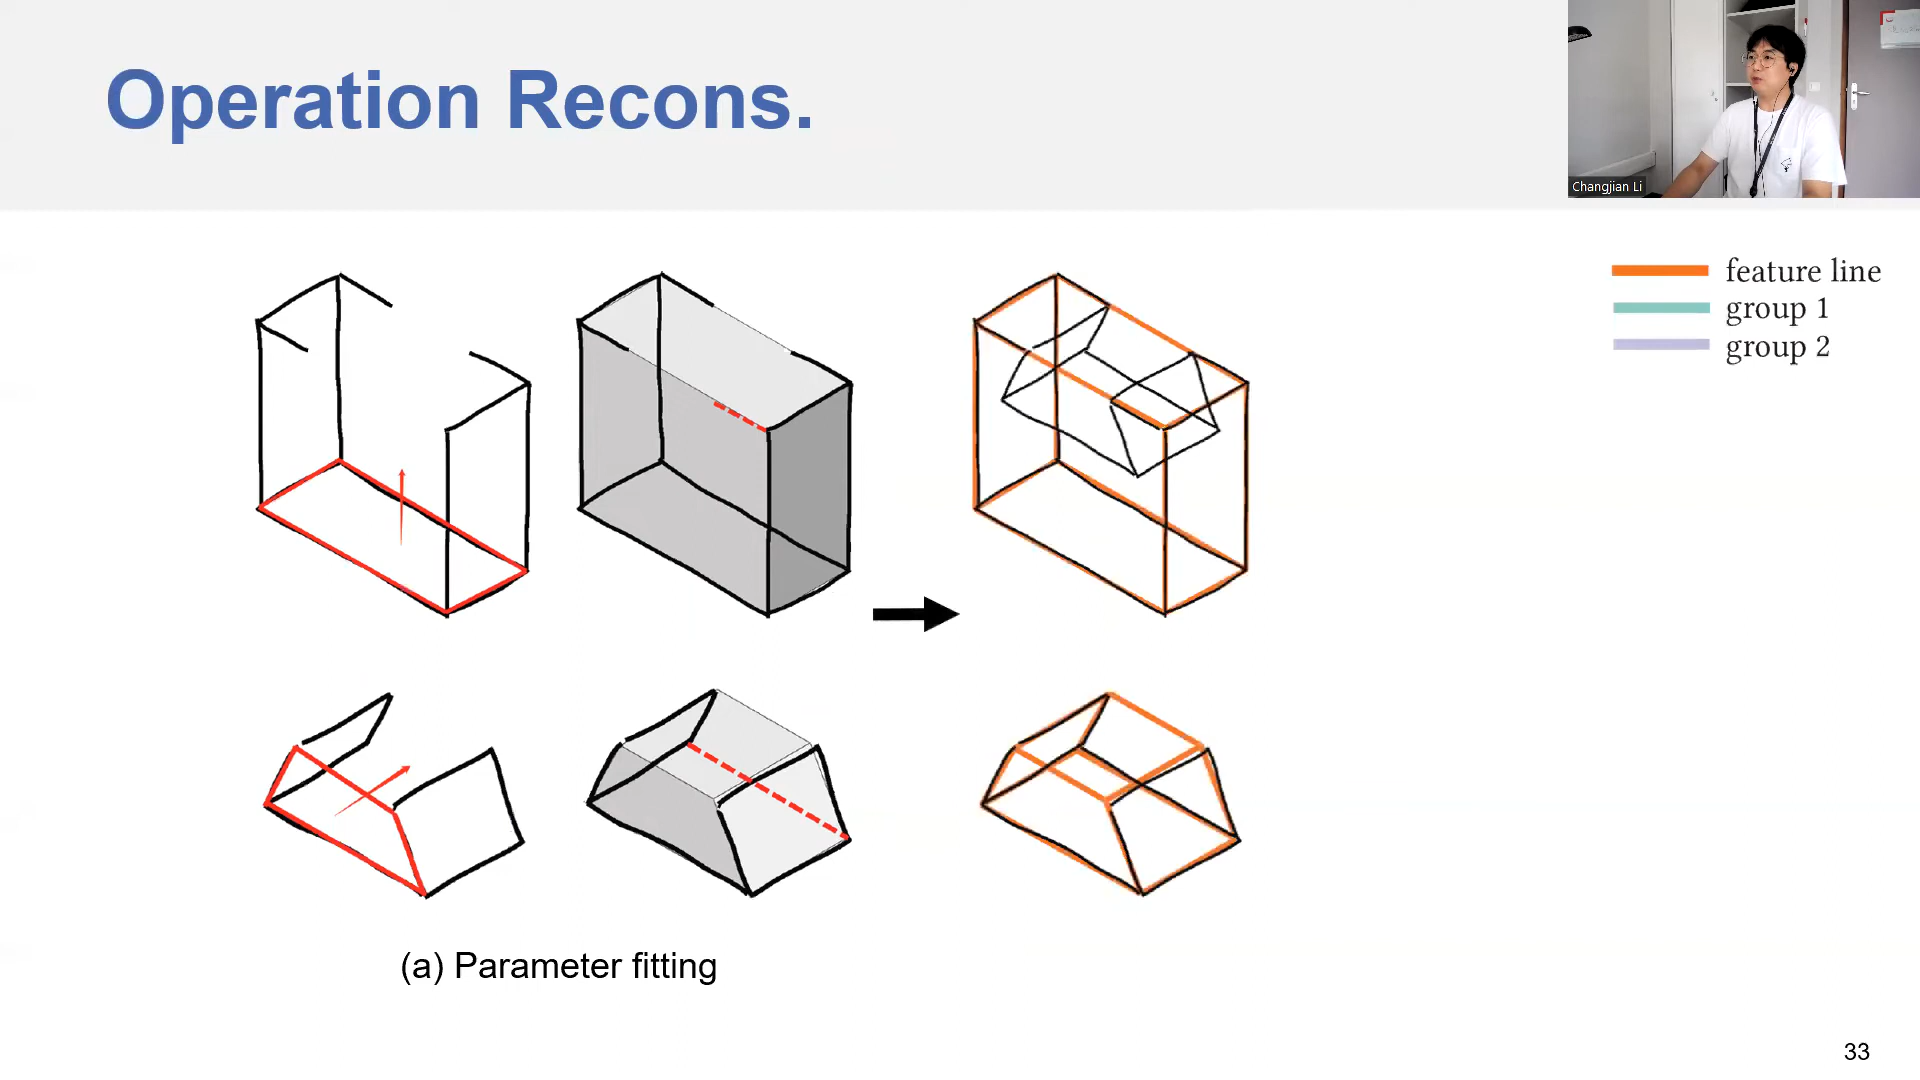 Operation Recons.
Changjian Li
feature line
group 1
group 2
(a) Parameter fitting
33